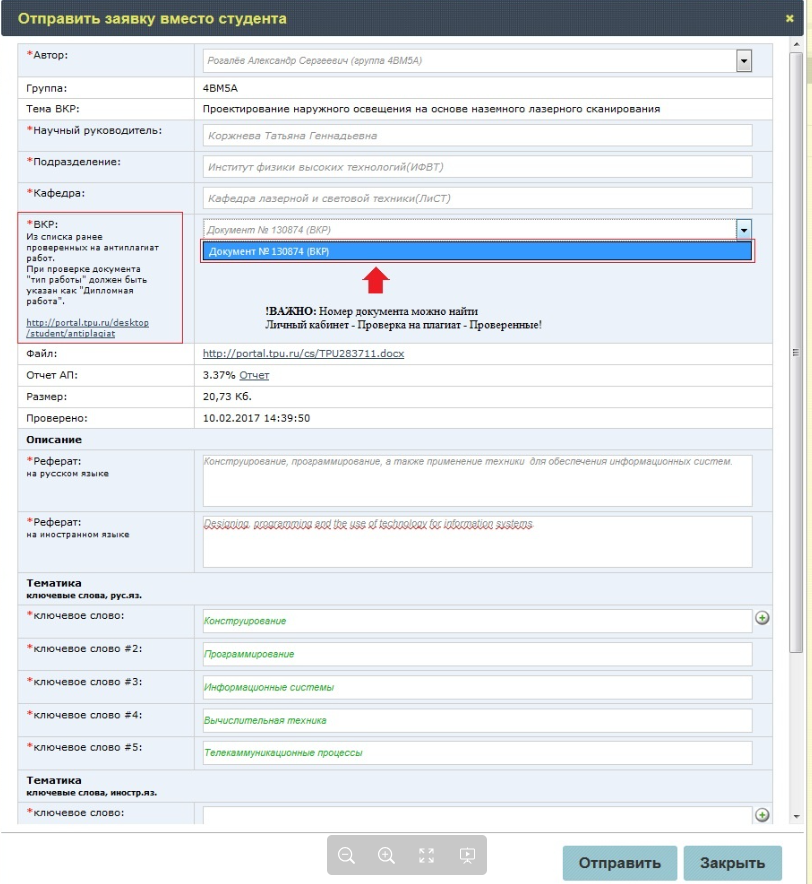 Отправить заявку вместо студента
*Автор:
Рогалёв Александр Сергеевич (группа 4ВМ5А)
Группа:
4ВМ5А
Тема ВКР:
Проектирование наружного освещения на основе наземного лазерного сканирования
*Научный руководитель:
Коржнева Татьяна Геннадьевна
*Подразделение:
Институт физики высоких технологий(ИФВТ)
*Кафедра:
Кафедра лазерной и световой техники(ЛиСТ)
*ВКР:
Из списка ранее
проверенных на антиплагиат
работ.
При проверке документа
"тип работы" должен быть
указан как "Дипломная
работа".
http://portal.tpu.ru/desktop
/student/antiplagiat
Документ № 130874 (ВКР)
Документ № 130874 (ВКР)
!ВАЖНО: Номер документа можно найти
Личный кабинет - Проверка на плагиат - Проверенные!
Файл:
http://portal.tpu.ru/cs/TPU283711.docx
Отчет АП:
3.37% Отчет
Размер:
20,73 Кб.
Проверено:
10.02.2017 14:39:50
Описание
*Реферат:
на русском языке
Конструирование, программирование, а также применение техники для обеспечения информационных систем.
*Реферат:
на иностранном языке
Designing, programming and the use of technology for information systems.
Тематика
ключевые слова, рус.яз.
*ключевое слово:
Конструирование
*ключевое слово #2:
Программирование
*ключевое слово #3:
Информационные системы
*ключевое слово #4:
Вычислительная техника
*ключевое слово #5:
Телекоммуникационные процессы
Тематика
ключевые слова, иностр.яз.
*ключевое слово:
Отправить
Закрыть